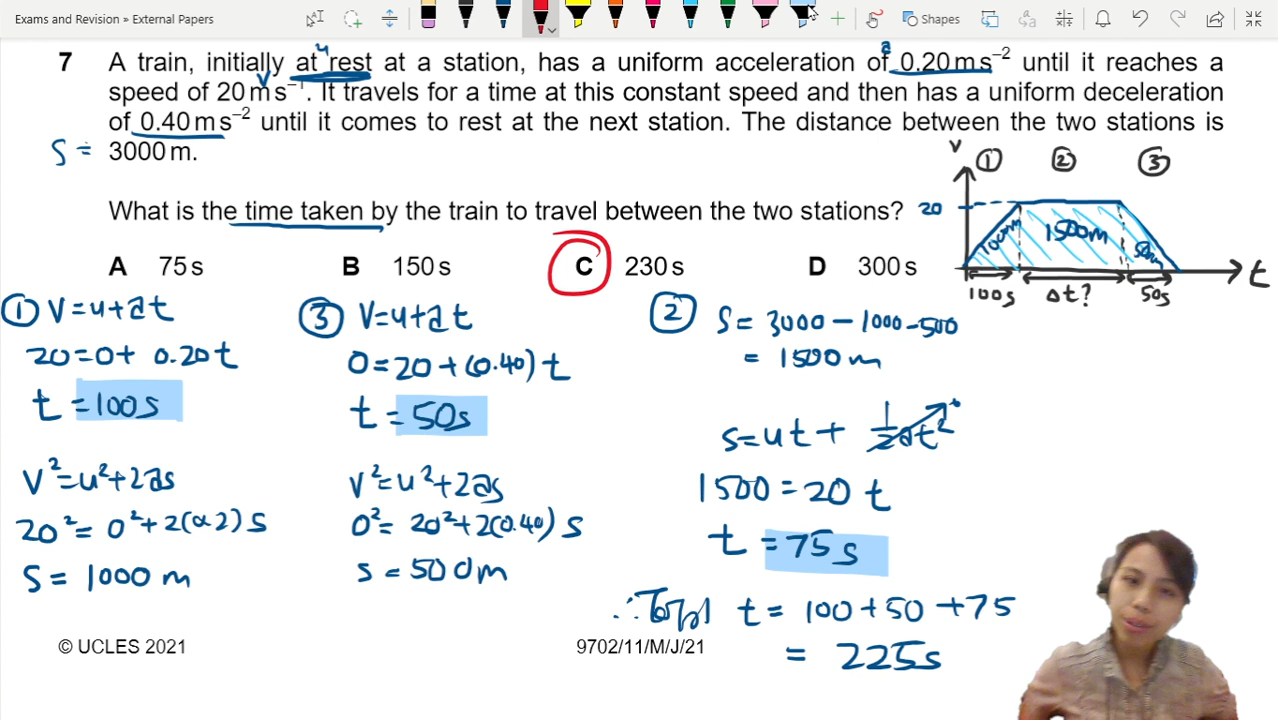 Exams and Revision » External Papers
Shapes
7 A train, initially at rest at a station, has a uniform acceleration of 0.20 m s⁻² until it reaches a
speed of 20 m s⁻¹. It travels for a time at this constant speed and then has a uniform deceleration
of 0.40 m s⁻² until it comes to rest at the next station. The distance between the two stations is
3000 m.
u
v
a
S =
What is the time taken by the train to travel between the two stations?
A 75 s B 150 s C 230 s D 300 s
v ① ② ③
20
1500m
t
100s Δt? 50s
① V=u+at
20=0+ 0.20t
t =100s
V²=u²+2as
20²= 0²+2(0.2) S
S= 1000 m
③ V=u+at
0=20+(0.40)t
t =50s
V²=u²+2as
0²= 20²+2(0.40) S
s =500m
② S= 3000 -1000-500
= 1500 m
s=ut+ ½at²
1500 =20 t
t =75 s
∴Total t= 100+50+75
= 225s
© UCLES 2021 9702/11/M/J/21